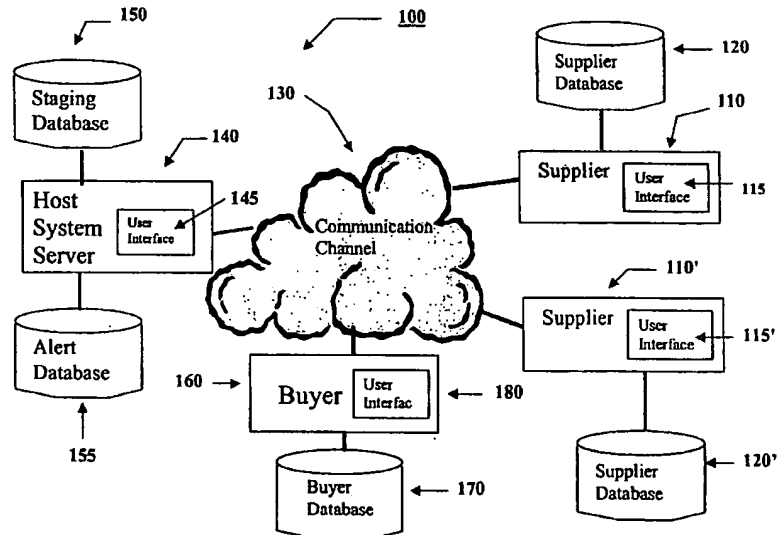 100
150
Staging
Database
140
Host
System
Server
User
Interface
145
Alert
Database
155
130
Communication
Channel
Supplier
Database
120
110
Supplier
User
Interface
115
110'
Supplier
User
Interface
115'
Supplier
Database
120'
160
Buyer
User
Interfac
180
Buyer
Database
170